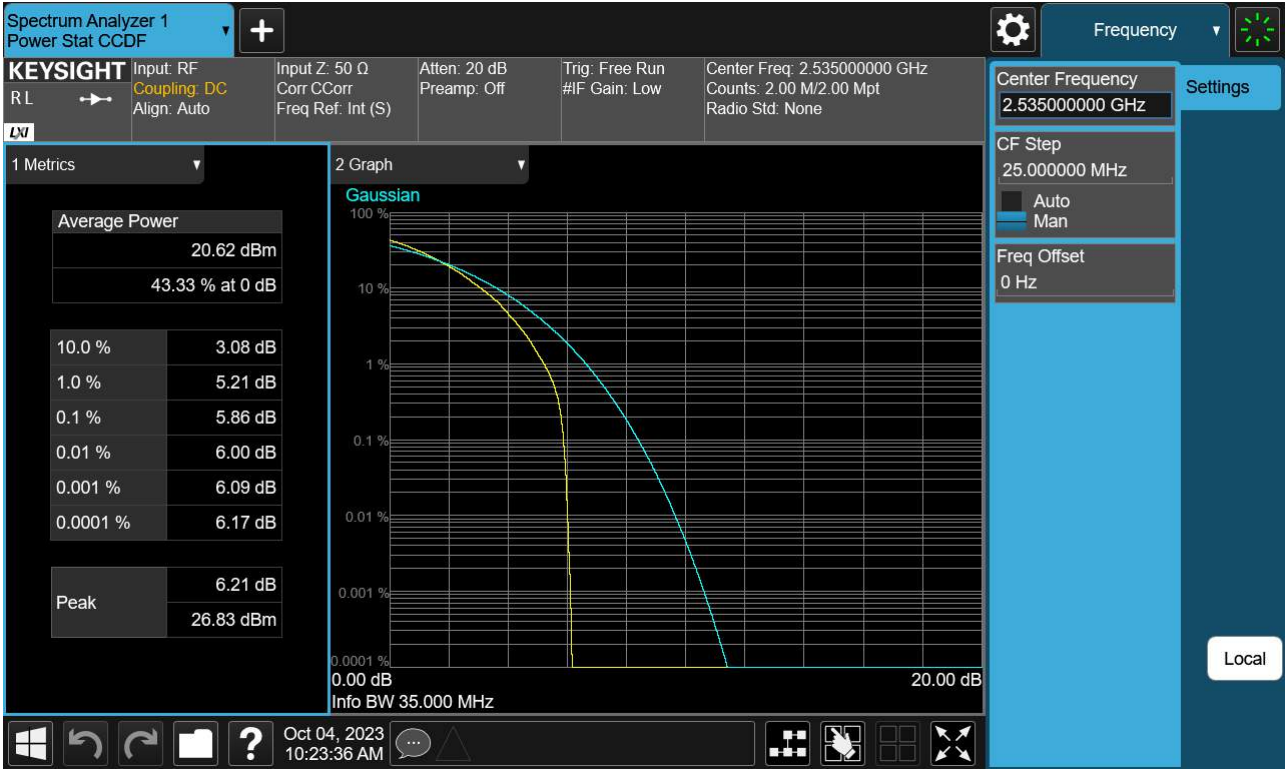 Spectrum Analyzer 1
Power Stat CCDF
+
Frequency
KEYSIGHT
R L
LXI
Input: RF
Coupling: DC
Align: Auto
Input Z: 50 Ω
Corr CCorr
Freq Ref: Int (S)
Atten: 20 dB
Preamp: Off
Trig: Free Run
#IF Gain: Low
Center Freq: 2.535000000 GHz
Counts: 2.00 M/2.00 Mpt
Radio Std: None
Center Frequency
2.535000000 GHz
Settings
CF Step
25.000000 MHz
Auto
Man
Freq Offset
0 Hz
Local
1 Metrics
Average Power
20.62 dBm
43.33 % at 0 dB
10.0 % 3.08 dB
1.0 % 5.21 dB
0.1 % 5.86 dB
0.01 % 6.00 dB
0.001 % 6.09 dB
0.0001 % 6.17 dB
Peak
6.21 dB
26.83 dBm
2 Graph
Gaussian
100 %
10 %
1 %
0.1 %
0.01 %
0.001 %
0.0001 %
0.00 dB 20.00 dB
Info BW 35.000 MHz
?
Oct 04, 2023
10:23:36 AM